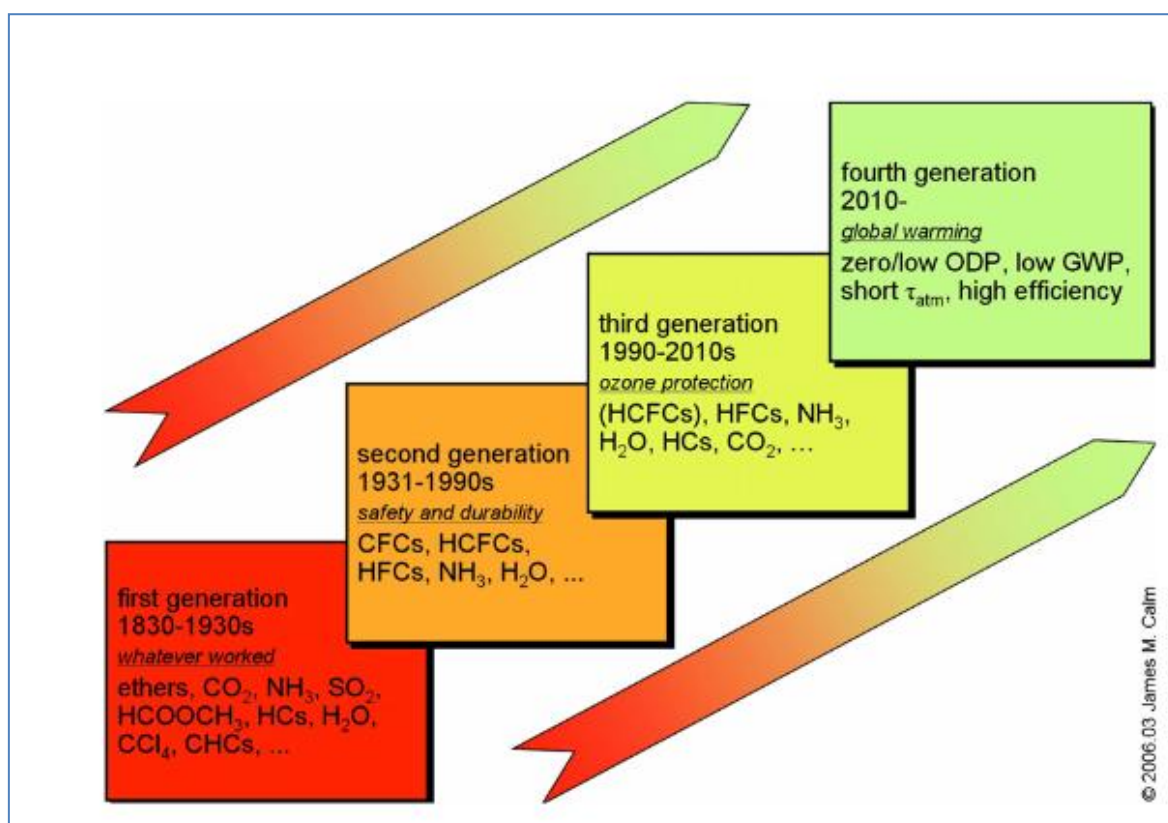 fourth generation
2010-
global warming
zero/low ODP, low GWP,
short τatm, high efficiency
third generation
1990-2010s
ozone protection
(HCFCs), HFCs, NH₃,
H₂O, HCs, CO₂, ...
second generation
1931-1990s
safety and durability
CFCs, HCFCs,
HFCs, NH₃, H₂O, ...
first generation
1830-1930s
whatever worked
ethers, CO₂, NH₃, SO₂,
HCOOCH₃, HCs, H₂O,
CCl₄, CHCs, ...
© 2006.03 James M. Calm